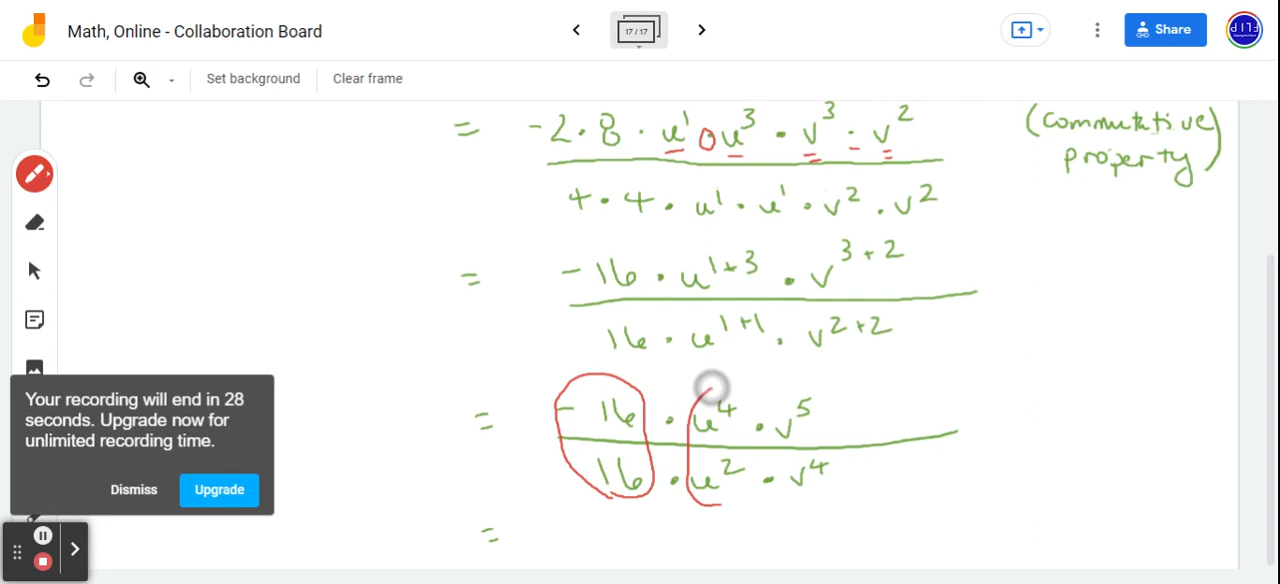 Math, Online - Collaboration Board
17 / 17
Share
Set background
Clear frame
= -2 · 8 · u¹ · u³ · v³ · v²
4 · 4 · u¹ · u¹ · v² · v²
(commutative property)
= -16 · u¹⁺³ · v³⁺²
16 · u¹⁺¹ · v²⁺²
= -16 · u⁴ · v⁵
16 · u² · v⁴
=
Your recording will end in 28
seconds. Upgrade now for
unlimited recording time.
Dismiss
Upgrade